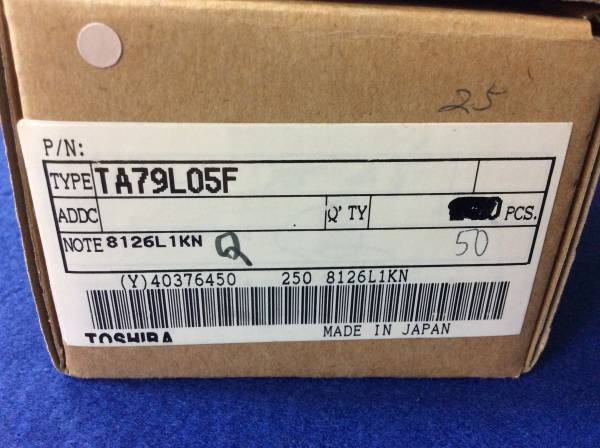 25
P/N:
TYPE TA79L05F
ADDC Q'TY PCS.
NOTE 8126L1KN Q 50
(Y)40376450 250 8126L1KN
TOSHIBA MADE IN JAPAN